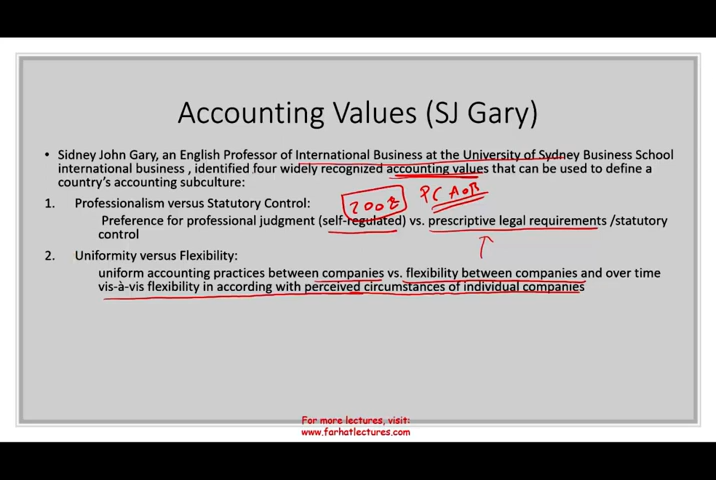 Accounting Values (SJ Gary)
• Sidney John Gary, an English Professor of International Business at the University of Sydney Business School
international business , identified four widely recognized accounting values that can be used to define a
country's accounting subculture:
1. Professionalism versus Statutory Control:
2002 PCAOB
Preference for professional judgment (self-regulated) vs. prescriptive legal requirements /statutory
control
2. Uniformity versus Flexibility:
uniform accounting practices between companies vs. flexibility between companies and over time
vis-à-vis flexibility in according with perceived circumstances of individual companies
For more lectures, visit:
www.farhatlectures.com